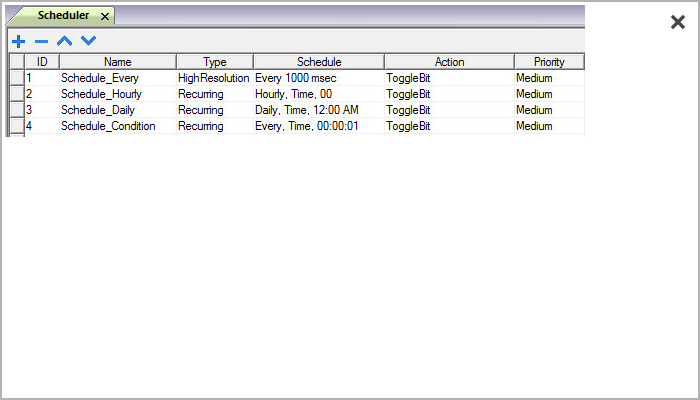 Scheduler
ID Name Type Schedule Action Priority
1 Schedule_Every HighResolution Every 1000 msec ToggleBit Medium
2 Schedule_Hourly Recurring Hourly, Time, 00 ToggleBit Medium
3 Schedule_Daily Recurring Daily, Time, 12:00 AM ToggleBit Medium
4 Schedule_Condition Recurring Every, Time, 00:00:01 ToggleBit Medium